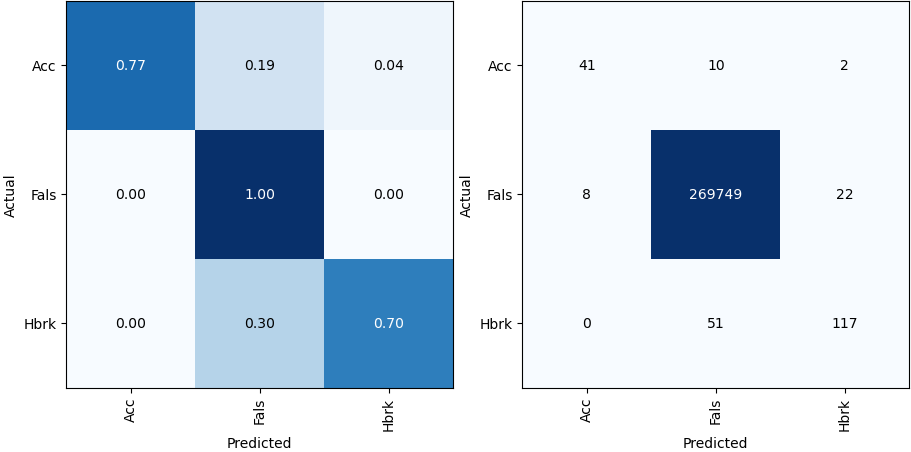 Acc 0.77 0.19 0.04
Fals 0.00 1.00 0.00
Hbrk 0.00 0.30 0.70
Acc Fals Hbrk
Predicted
Actual
Acc 41 10 2
Fals 8 269749 22
Hbrk 0 51 117
Acc Fals Hbrk
Predicted
Actual